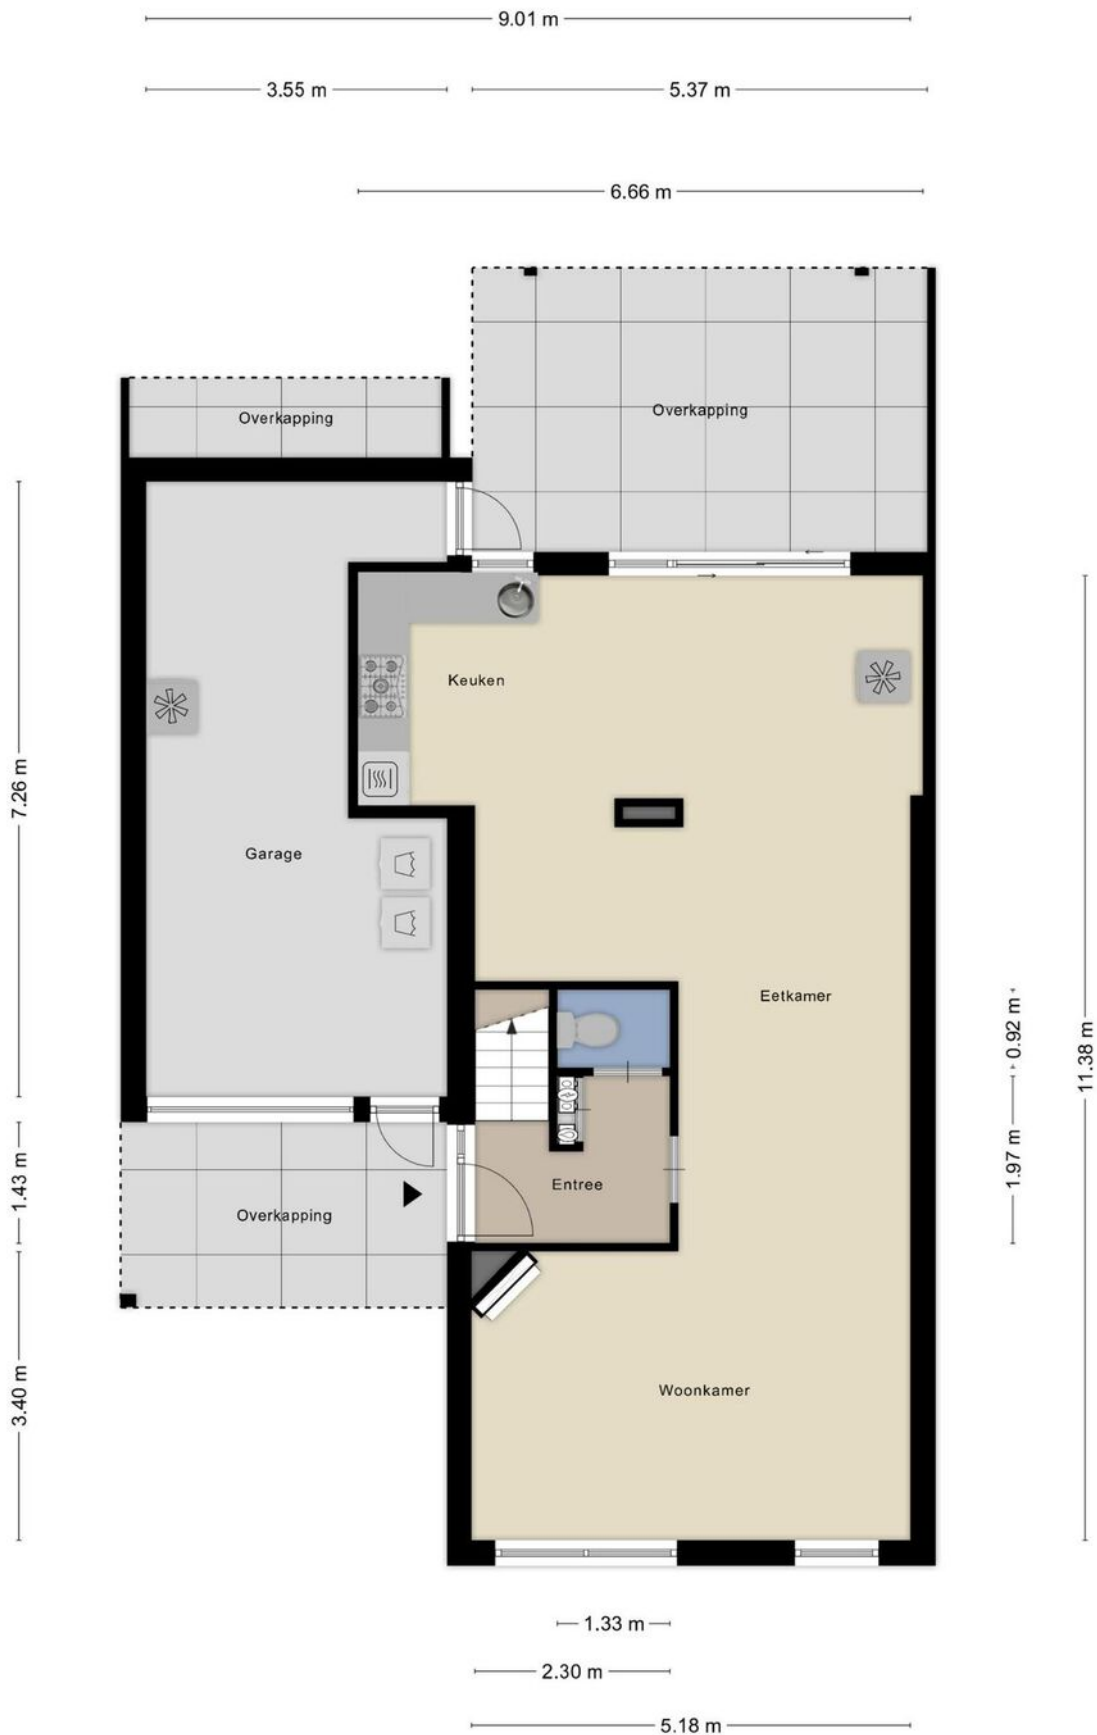 9.01 m
3.55 m
5.37 m
6.66 m
Overkapping
Overkapping
Keuken
7.26 m
Garage
Eetkamer
0.92 m
11.38 m
1.97 m
1.43 m
Entree
Overkapping
3.40 m
Woonkamer
1.33 m
2.30 m
5.18 m